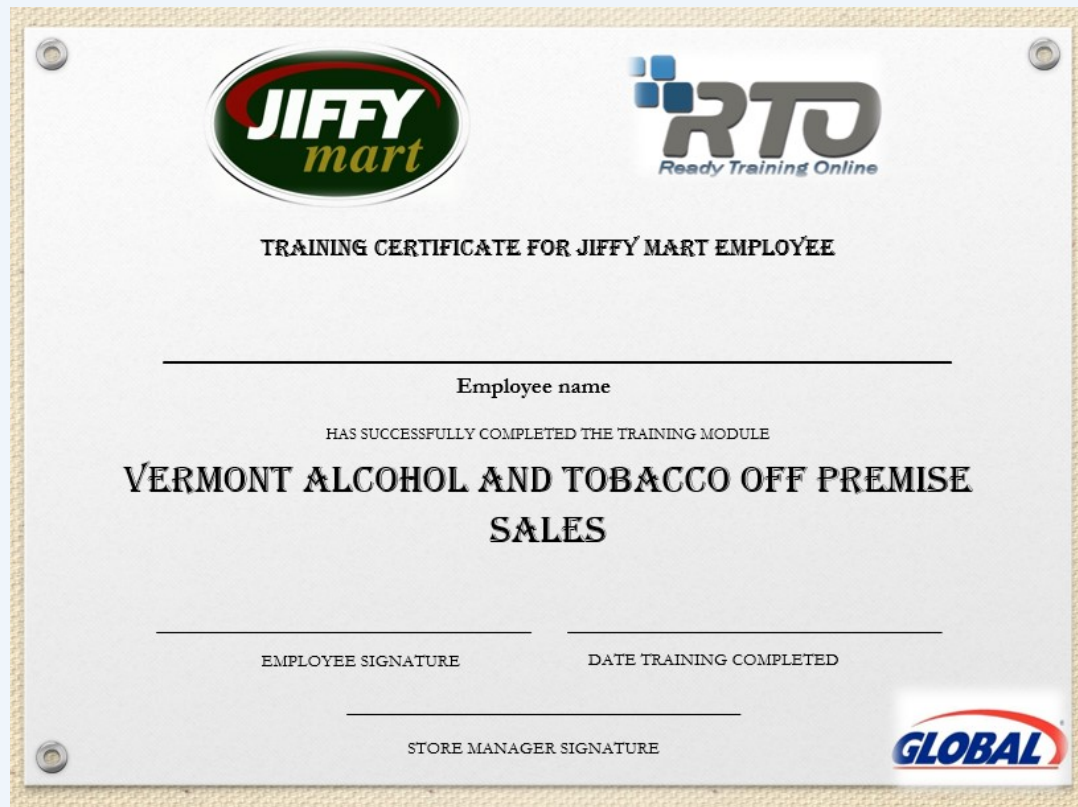 JIFFY
mart
RTO
Ready Training Online
TRAINING CERTIFICATE FOR JIFFY MART EMPLOYEE
Employee name
HAS SUCCESSFULLY COMPLETED THE TRAINING MODULE
VERMONT ALCOHOL AND TOBACCO OFF PREMISE
SALES
EMPLOYEE SIGNATURE
DATE TRAINING COMPLETED
STORE MANAGER SIGNATURE
GLOBAL